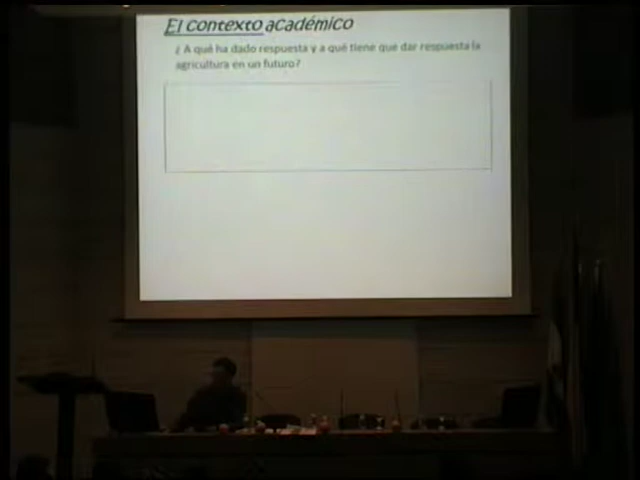 El contexto académico
¿ A qué ha dado respuesta y a qué tiene que dar respuesta la
agricultura en un futuro?